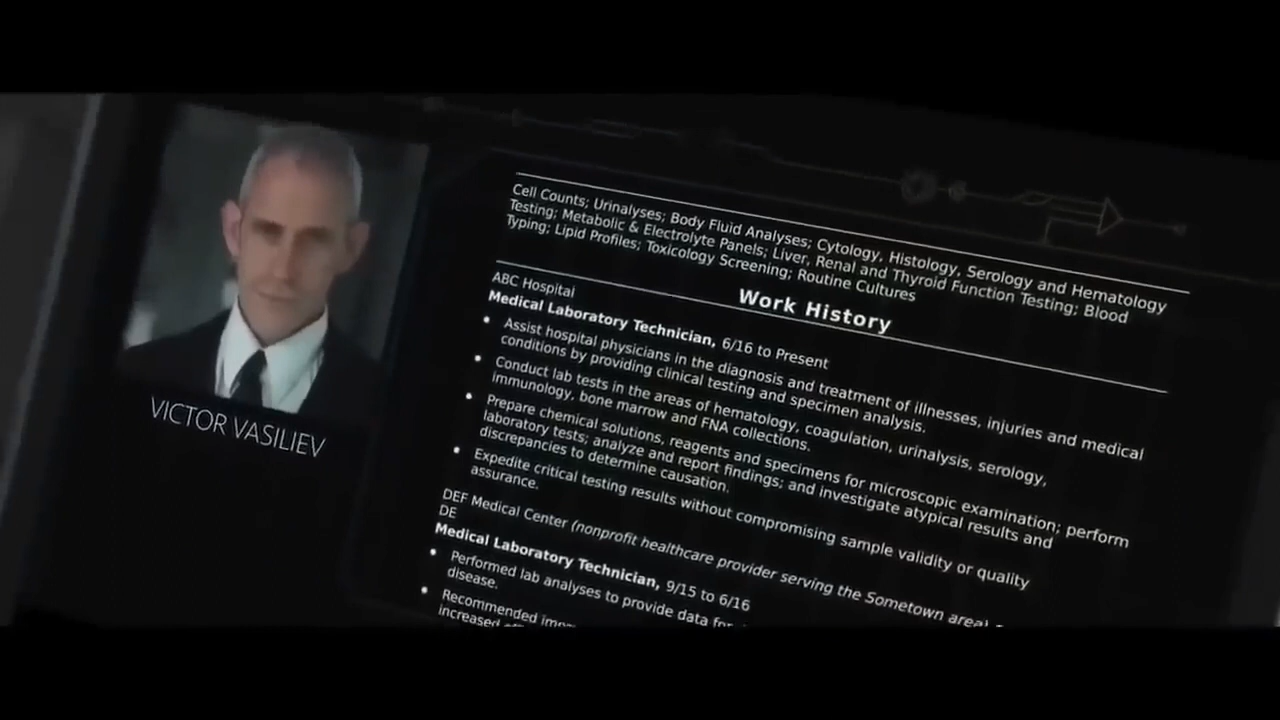 VICTOR VASILIEV
Cell Counts; Urinalyses; Body Fluid Analyses; Cytology, Histology, Serology and Hematology
Testing; Metabolic & Electrolyte Panels; Liver, Renal and Thyroid Function Testing; Blood
Typing; Lipid Profiles; Toxicology Screening; Routine Cultures
Work History
ABC Hospital
Medical Laboratory Technician, 6/16 to Present
• Assist hospital physicians in the diagnosis and treatment of illnesses, injuries and medical
conditions by providing clinical testing and specimen analysis.
• Conduct lab tests in the areas of hematology, coagulation, urinalysis, serology,
immunology, bone marrow and FNA collections.
• Prepare chemical solutions, reagents and specimens for microscopic examination; perform
laboratory tests; analyze and report findings; and investigate atypical results and
discrepancies to determine causation.
• Expedite critical testing results without compromising sample validity or quality
assurance.
DEF Medical Center (nonprofit healthcare provider serving the Sometown area)
DE
Medical Laboratory Technician, 9/15 to 6/16
• Performed lab analyses to provide data for
disease.
• Recommended
increased